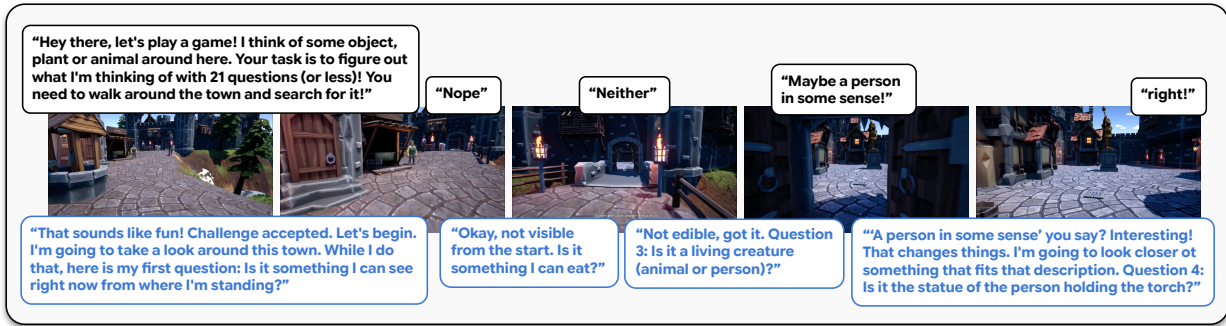 “Hey there, let's play a game! I think of some object,
plant or animal around here. Your task is to figure out
what I'm thinking of with 21 questions (or less)! You
need to walk around the town and search for it!”
“Nope”
“Neither”
“Maybe a person
in some sense!”
“right!”
“That sounds like fun! Challenge accepted. Let's begin.
I'm going to take a look around this town. While I do
that, here is my first question: Is it something I can see
right now from where I'm standing?”
“Okay, not visible
from the start. Is it
something I can eat?”
“Not edible, got it. Question
3: Is it a living creature
(animal or person)?”
“‘A person in some sense’ you say? Interesting!
That changes things. I'm going to look closer ot
something that fits that description. Question 4:
Is it the statue of the person holding the torch?”